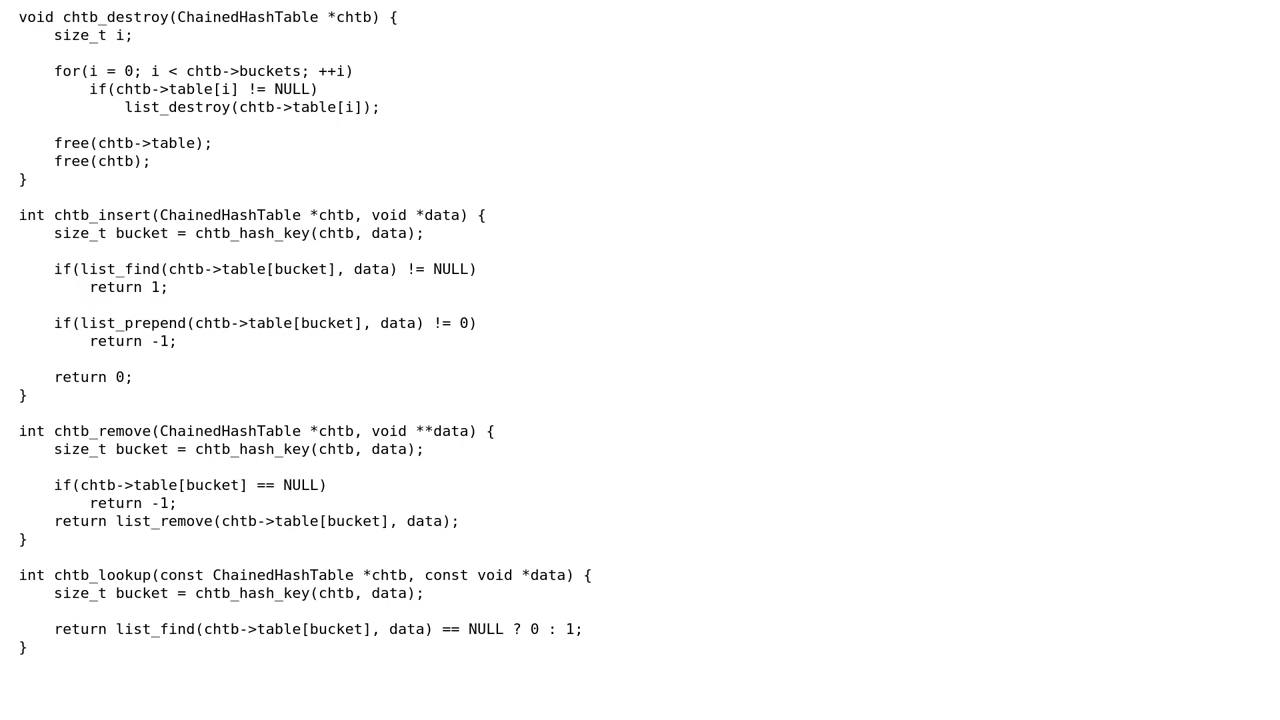 void chtb_destroy(ChainedHashTable *chtb) {
    size_t i;

    for(i = 0; i < chtb->buckets; ++i)
        if(chtb->table[i] != NULL)
            list_destroy(chtb->table[i]);

    free(chtb->table);
    free(chtb);
}

int chtb_insert(ChainedHashTable *chtb, void *data) {
    size_t bucket = chtb_hash_key(chtb, data);

    if(list_find(chtb->table[bucket], data) != NULL)
        return 1;

    if(list_prepend(chtb->table[bucket], data) != 0)
        return -1;

    return 0;
}

int chtb_remove(ChainedHashTable *chtb, void **data) {
    size_t bucket = chtb_hash_key(chtb, data);

    if(chtb->table[bucket] == NULL)
        return -1;
    return list_remove(chtb->table[bucket], data);
}

int chtb_lookup(const ChainedHashTable *chtb, const void *data) {
    size_t bucket = chtb_hash_key(chtb, data);

    return list_find(chtb->table[bucket], data) == NULL ? 0 : 1;
}